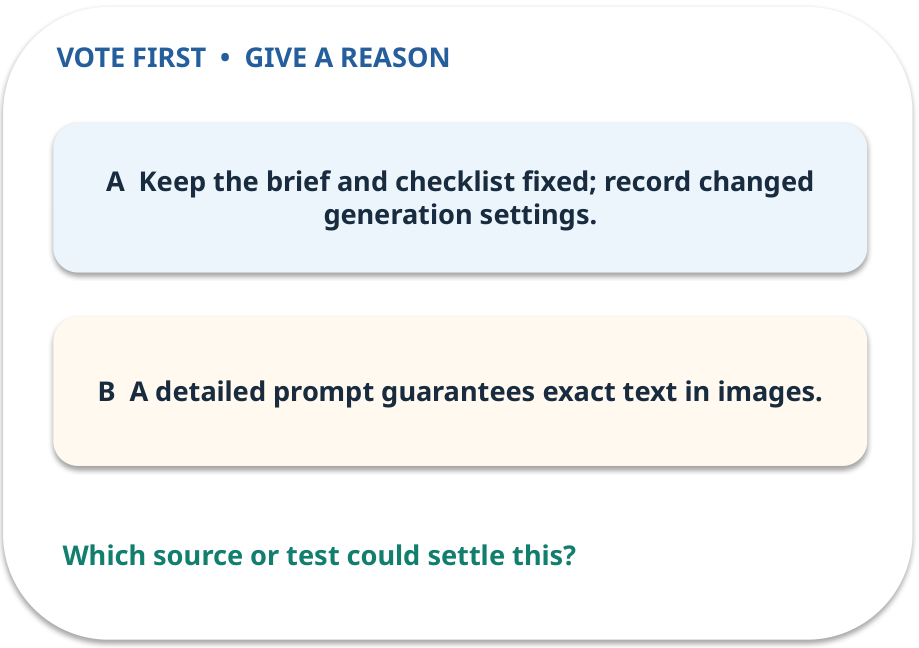 VOTE FIRST • GIVE A REASON
A Keep the brief and checklist fixed; record changed
generation settings.
B A detailed prompt guarantees exact text in images.
Which source or test could settle this?